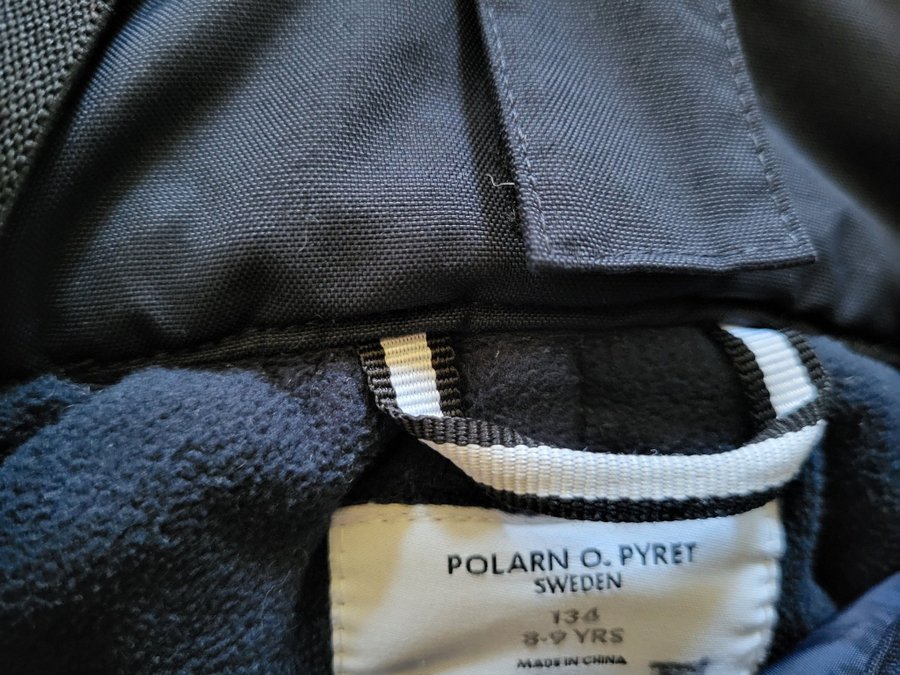 POLARN O. PYRET
SWEDEN
134
8-9 YRS
MADE IN CHINA